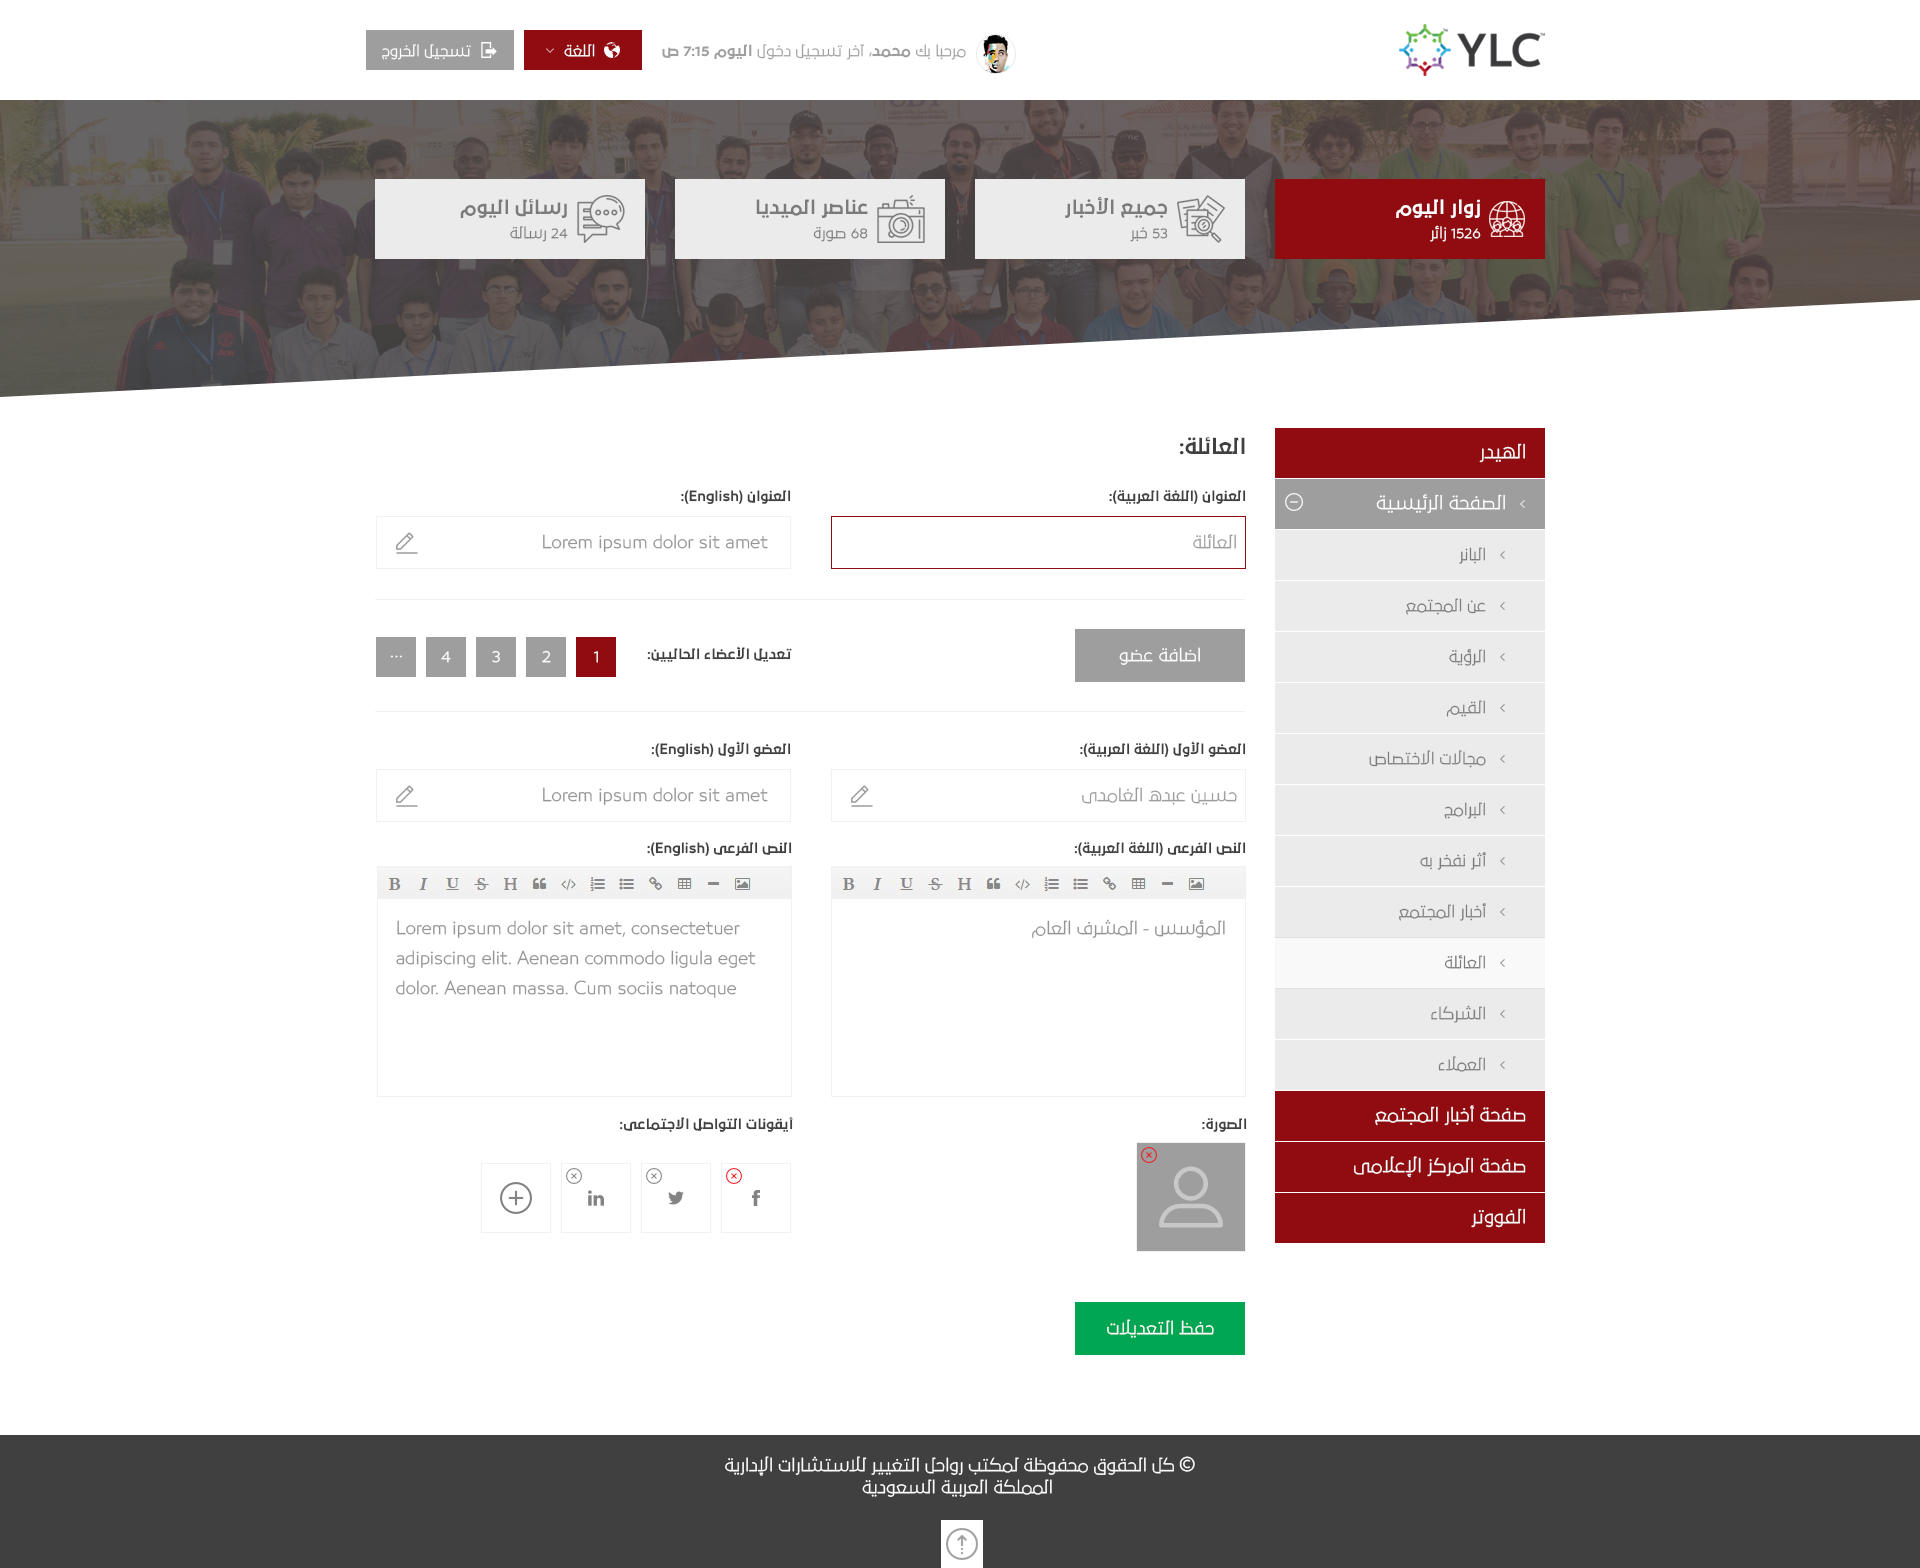 YLC
مرحبا بك محمد، آخر تسجيل دخول اليوم 7:15 ص
اللغة
تسجيل الخروج
زوار اليوم
1526 زائر
جميع الأخبار
53 خبر
عناصر الميديا
68 صورة
رسائل اليوم
24 رسالة
الهيدر
الصفحة الرئيسية
البانر
عن المجتمع
الرؤية
القيم
مجالات الاختصاص
البرامج
أثر نفخر به
أخبار المجتمع
العائلة
الشركاء
العملاء
صفحة أخبار المجتمع
صفحة المركز الإعلامى
الفووتر
العائلة:
العنوان (اللغة العربية):
العنوان (English):
العائلة
Lorem ipsum dolor sit amet
اضافة عضو
تعديل الأعضاء الحاليين:
1
2
3
4
...
العضو الأول (اللغة العربية):
العضو الأول (English):
حسين عبده الغامدى
Lorem ipsum dolor sit amet
النص الفرعى (اللغة العربية):
النص الفرعى (English):
B I U S H
B I U S H
المؤسس - المشرف العام
Lorem ipsum dolor sit amet, consectetuer
adipiscing elit. Aenean commodo ligula eget
dolor. Aenean massa. Cum sociis natoque
الصورة:
أيقونات التواصل الاجتماعى:
حفظ التعديلات
© كل الحقوق محفوظة لمكتب رواحل التغيير للاستشارات الإدارية
المملكة العربية السعودية